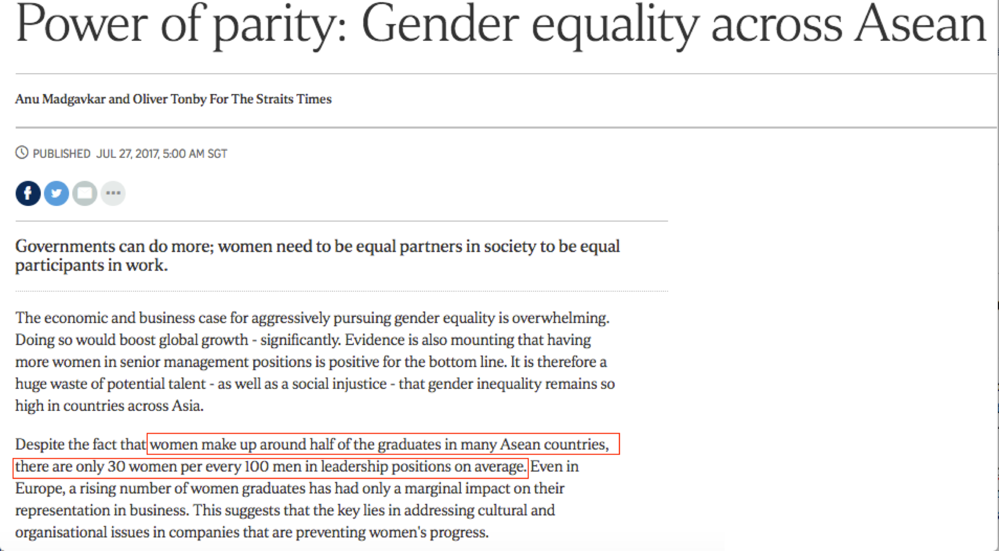 Power of parity: Gender equality across Asean
Anu Madgavkar and Oliver Tonby For The Straits Times
PUBLISHED JUL 27, 2017, 5:00 AM SGT
Governments can do more; women need to be equal partners in society to be equal
participants in work.
The economic and business case for aggressively pursuing gender equality is overwhelming.
Doing so would boost global growth - significantly. Evidence is also mounting that having
more women in senior management positions is positive for the bottom line. It is therefore a
huge waste of potential talent - as well as a social injustice - that gender inequality remains so
high in countries across Asia.
Despite the fact that women make up around half of the graduates in many Asean countries,
there are only 30 women per every 100 men in leadership positions on average. Even in
Europe, a rising number of women graduates has had only a marginal impact on their
representation in business. This suggests that the key lies in addressing cultural and
organisational issues in companies that are preventing women's progress.